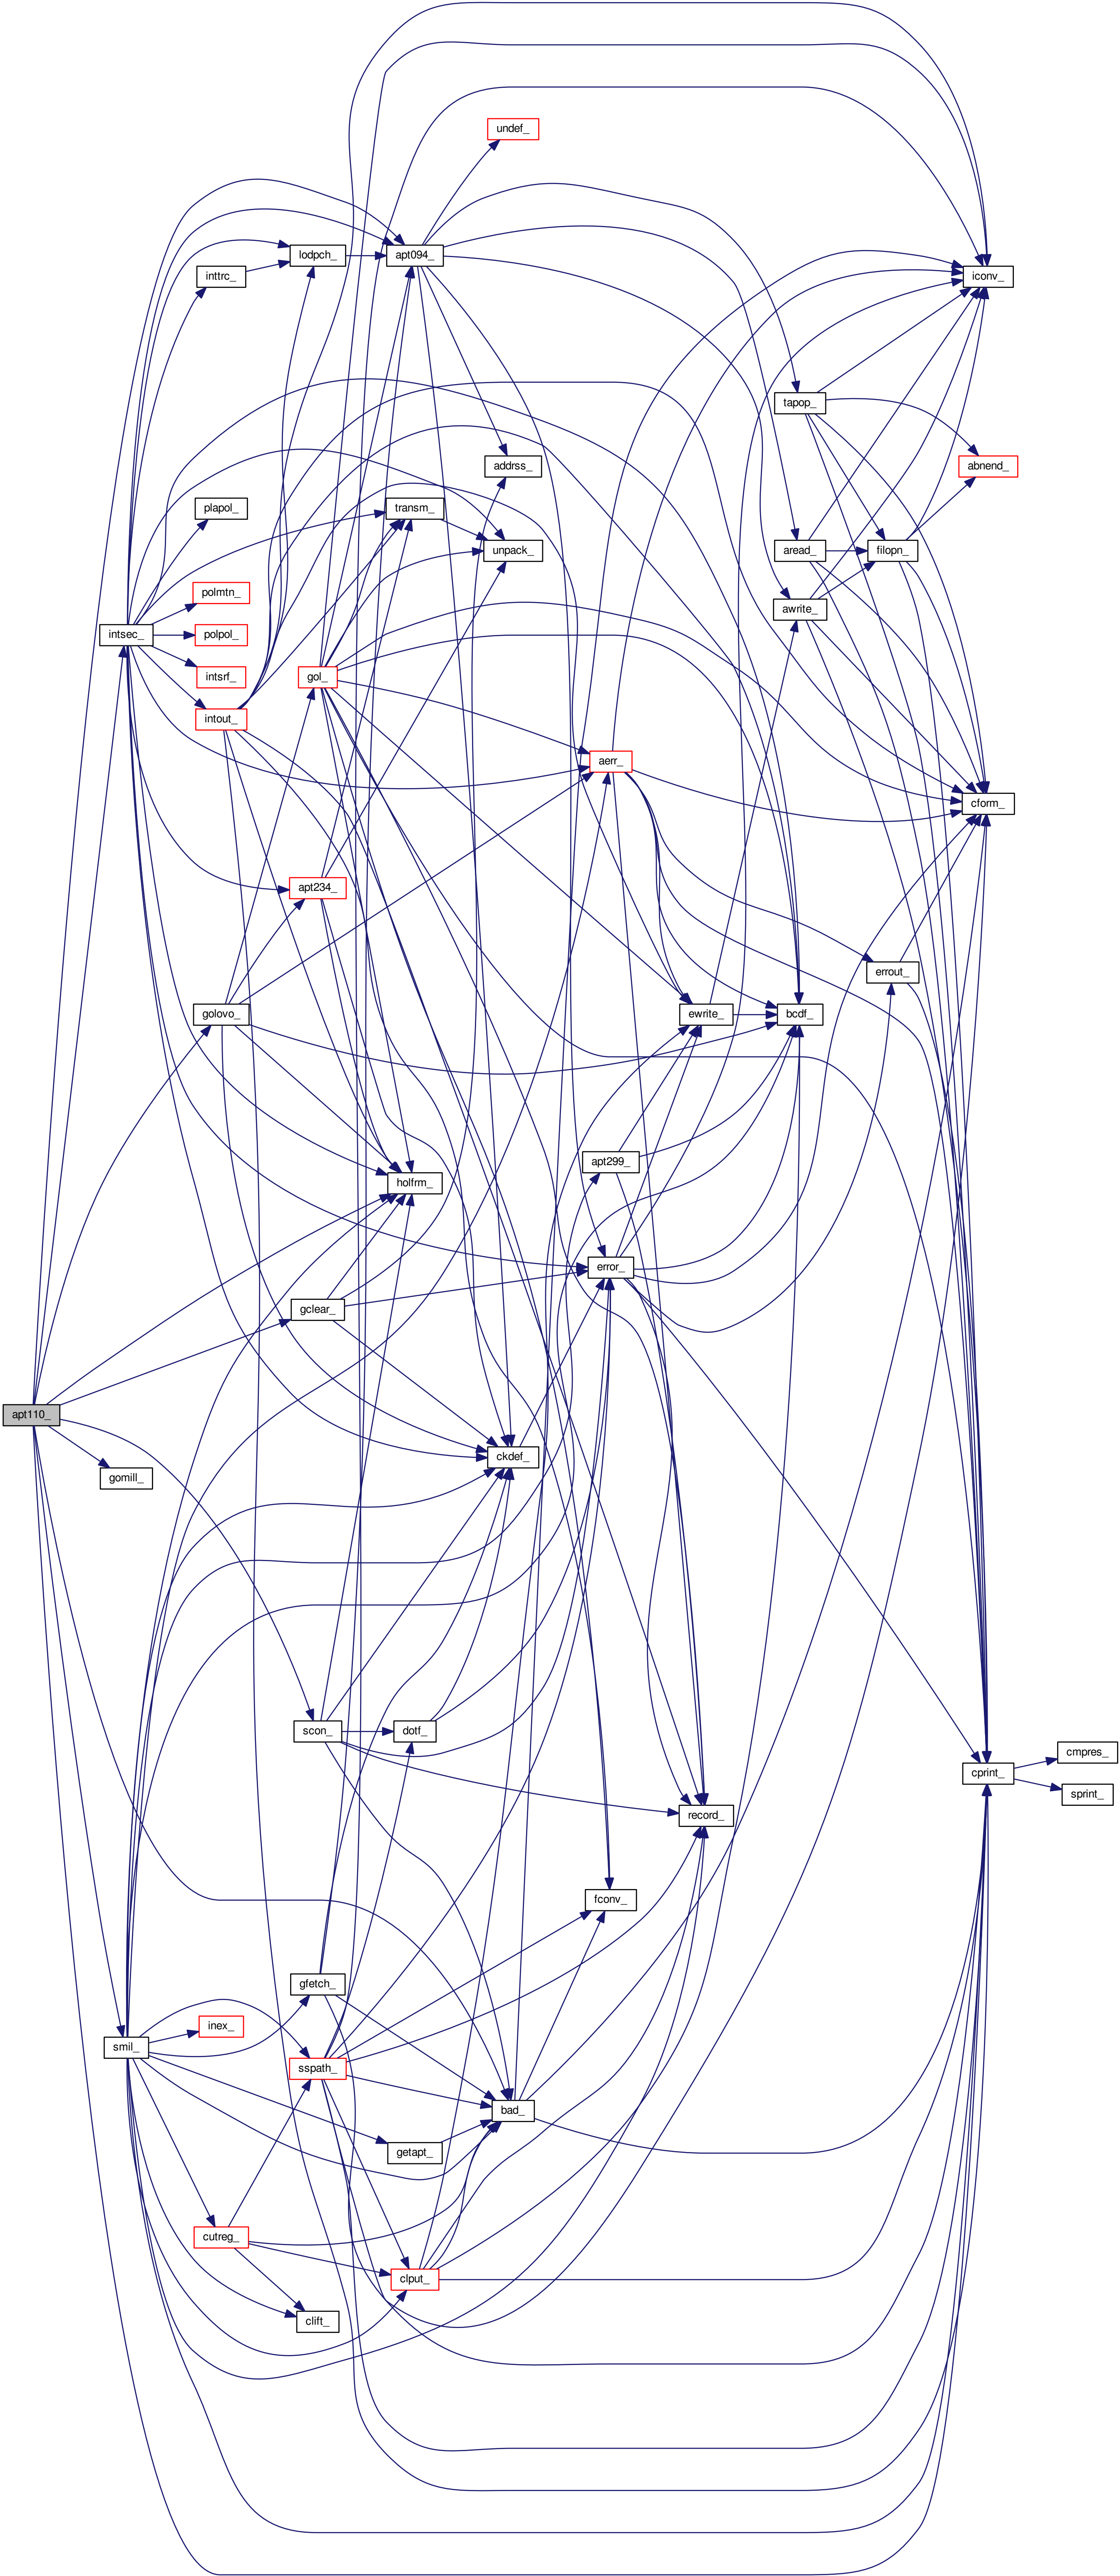 undef_
apt094_
lodpch_
inttrc_
iconv_
tapop_
addrss_
abnend_
plapol_
transm_
unpack_
aread_
filopn_
polmtn_
awrite_
intsec_
polpol_
intsrf_
gol_
intout_
aerr_
cform_
apt234_
errout_
golovo_
ewrite_
bcdf_
apt299_
holfrm_
error_
gclear_
apt110_
ckdef_
gomill_
scon_
dotf_
cmpres_
cprint_
sprint_
record_
fconv_
gfetch_
inex_
smil_
sspath_
bad_
getapt_
cutreg_
clput_
clift_